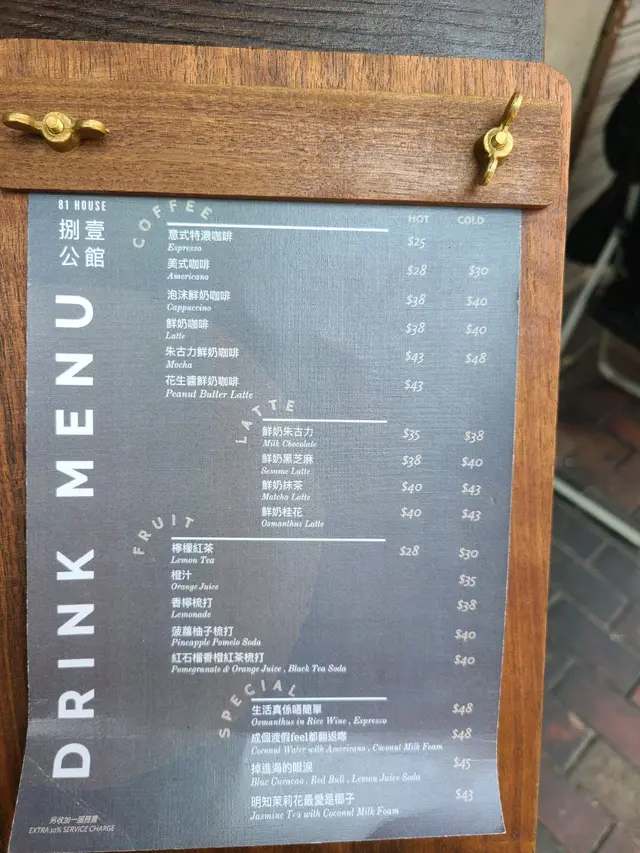 81 HOUSE
捌壹
公館
DRINK MENU
COFFEE
HOT COLD
意式特濃咖啡 $25
Espresso
美式咖啡 $28 $30
Americano
泡沫鮮奶咖啡 $38 $40
Cappuccino
鮮奶咖啡 $38 $40
Latte
朱古力鮮奶咖啡 $43 $48
Mocha
花生醬鮮奶咖啡 $43
Peanut Butter Latte
LATTE
鮮奶朱古力 $35 $38
Milk Chocolate
鮮奶黑芝麻 $38 $40
Sesame Latte
鮮奶抹茶 $40 $43
Matcha Latte
鮮奶桂花 $40 $43
Osmanthus Latte
FRUIT
檸檬紅茶 $28 $30
Lemon Tea
橙汁 $35
Orange Juice
香檸梳打 $38
Lemonade
菠蘿柚子梳打 $40
Pineapple Pomelo Soda
紅石榴香橙紅茶梳打 $40
Pomegranate & Orange Juice , Black Tea Soda
SPECIAL
生活真係唔簡單 $48
Osmanthus in Rice Wine , Espresso
成個渡假feel都翻返嚟 $48
Coconut Water with Americano , Coconut Milk Foam
掉進海的眼淚 $45
Blue Curacao , Red Bull , Lemon Juice Soda
明知茉莉花最愛是椰子 $43
Jasmine Tea with Coconut Milk Foam
另收加一服務費
EXTRA 10% SERVICE CHARGE